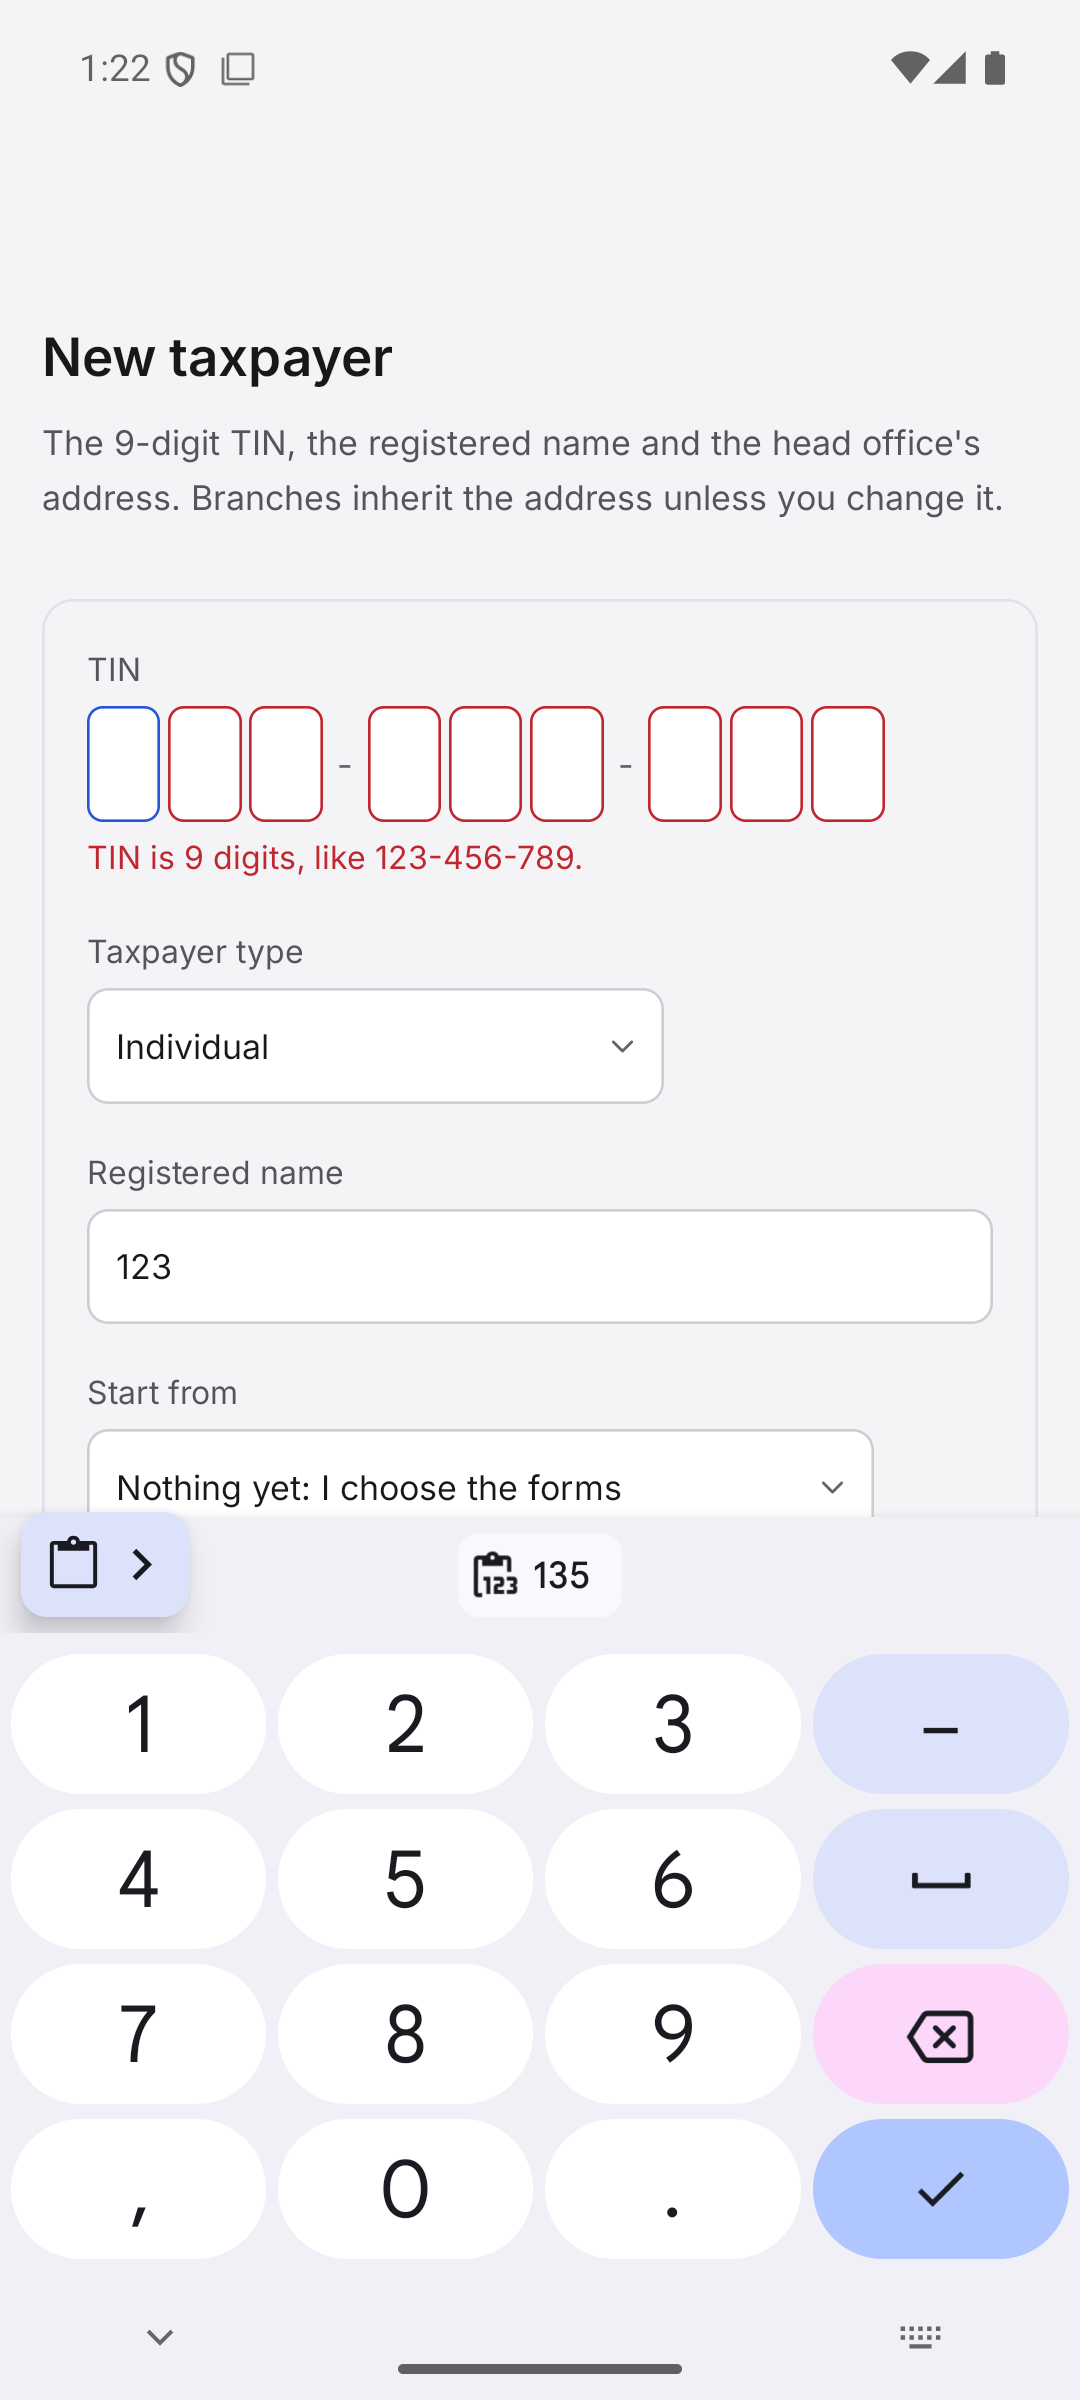 1:22
New taxpayer
The 9-digit TIN, the registered name and the head office's
address. Branches inherit the address unless you change it.
TIN
- -
TIN is 9 digits, like 123-456-789.
Taxpayer type
Individual
Registered name
123
Start from
Nothing yet: I choose the forms
123 135
1 2 3 –
4 5 6
7 8 9
, 0 .